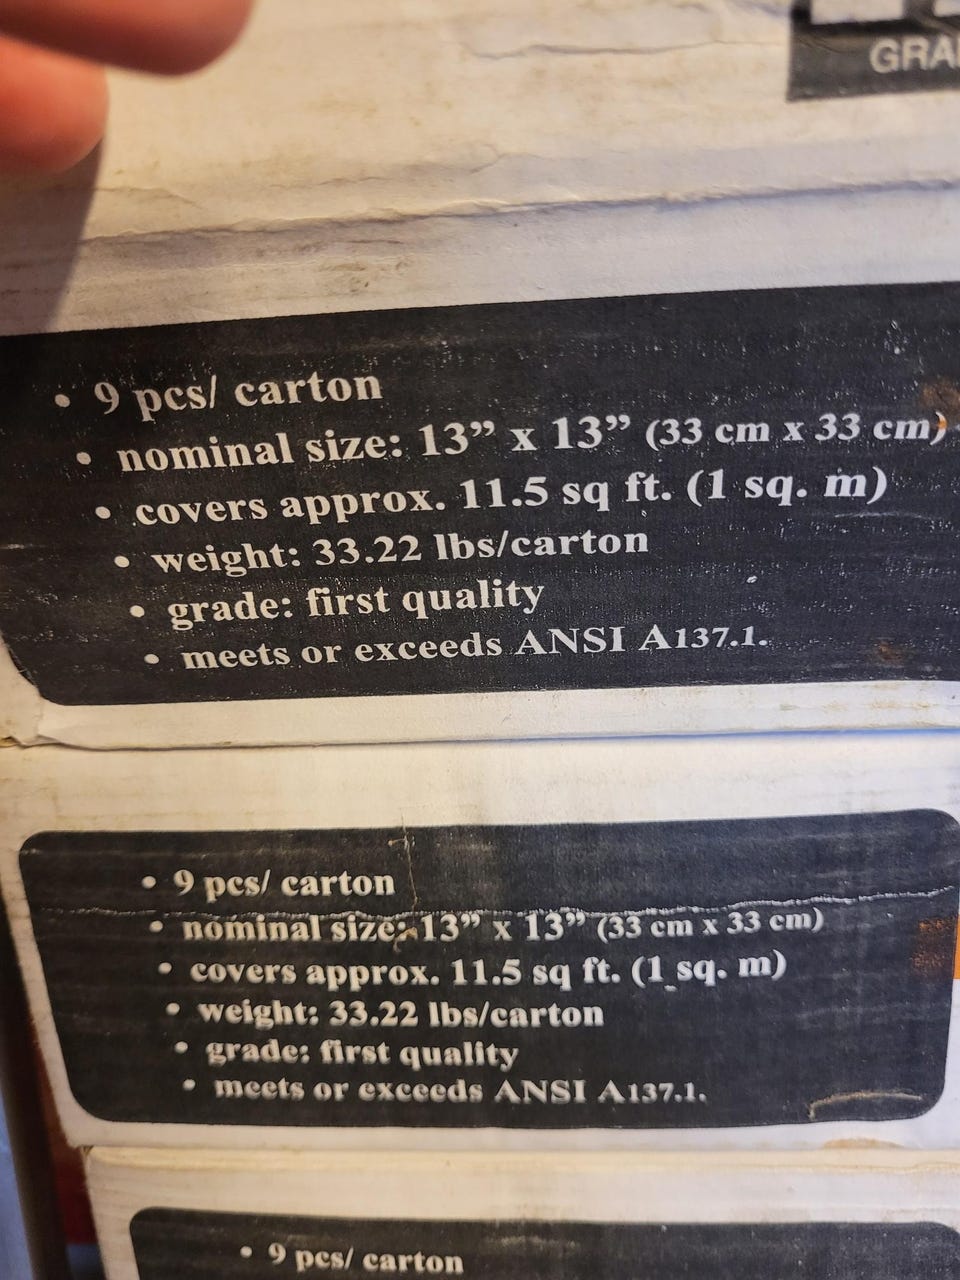 • 9 pcs/ carton
• nominal size: 13” x 13” (33 cm x 33 cm)
• covers approx. 11.5 sq ft. (1 sq. m)
• weight: 33.22 lbs/carton
• grade: first quality
• meets or exceeds ANSI A137.1.
• 9 pcs/ carton
• nominal size: 13” x 13” (33 cm x 33 cm)
• covers approx. 11.5 sq ft. (1 sq. m)
• weight: 33.22 lbs/carton
• grade: first quality
• meets or exceeds ANSI A137.1.
• 9 pcs/ carton